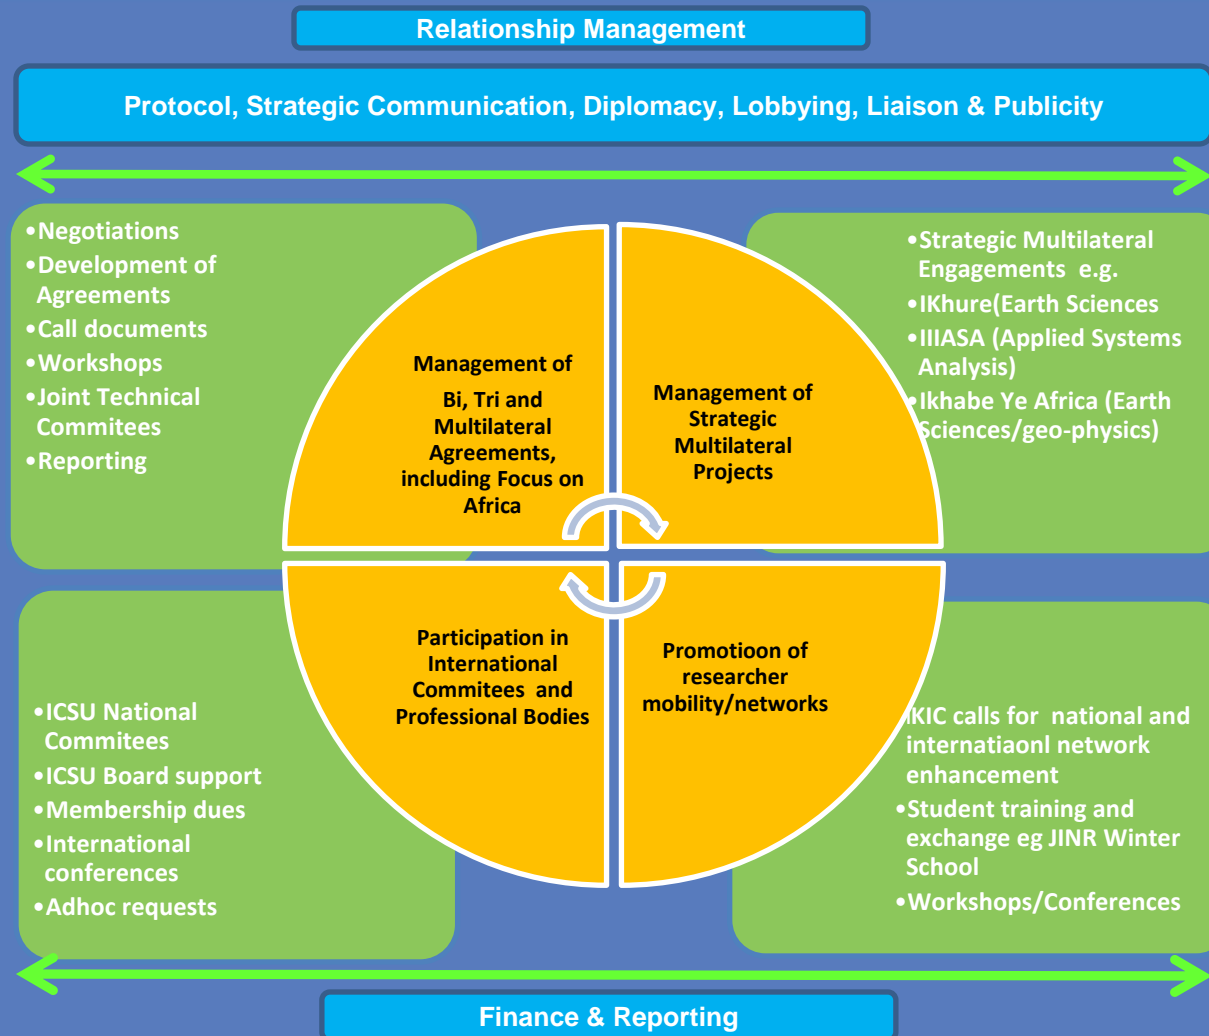 Relationship Management
Protocol, Strategic Communication, Diplomacy, Lobbying, Liaison & Publicity
•Negotiations
•Development of
Agreements
•Call documents
•Workshops
•Joint Technical
Commitees
•Reporting
Management of
Bi, Tri and
Multilateral
Agreements,
including Focus on
Africa
Management of
Strategic
Multilateral
Projects
•Strategic Multilateral
Engagements e.g.
•IKhure(Earth Sciences
•IIIASA (Applied Systems
Analysis)
•Ikhabe Ye Africa (Earth
Sciences/geo-physics)
•ICSU National
Commitees
•ICSU Board support
•Membership dues
•International
conferences
•Adhoc requests
Participation in
International
Commitees and
Professional Bodies
Promotioon of
researcher
mobility/networks
•KIC calls for national and
internatiaonl network
enhancement
•Student training and
exchange eg JINR Winter
School
•Workshops/Conferences
Finance & Reporting